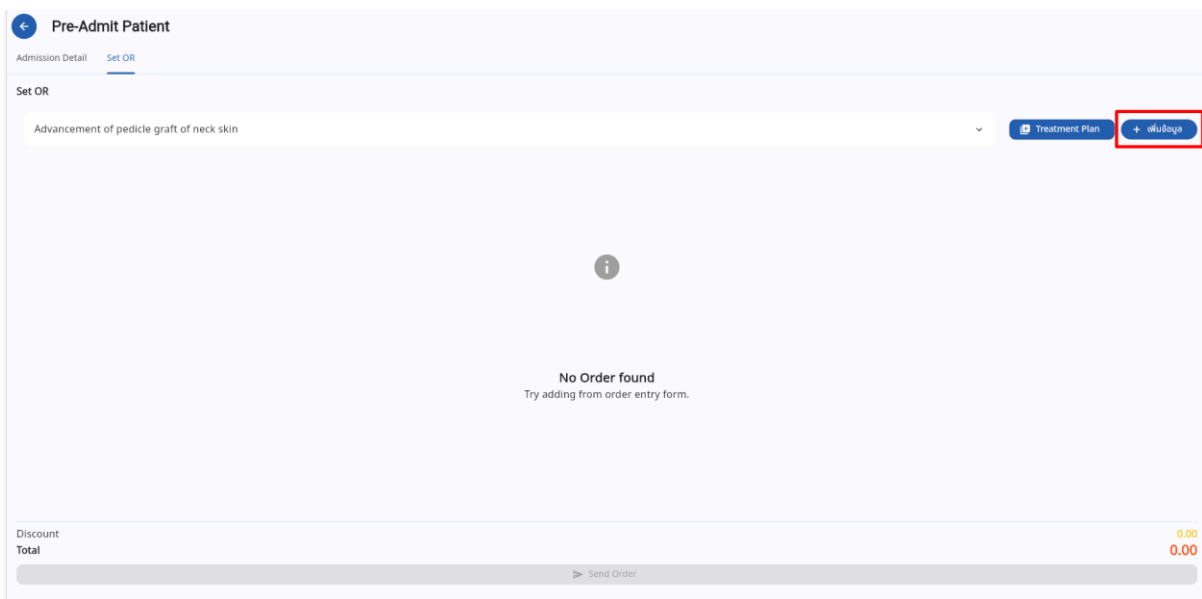 Pre-Admit Patient
Admission Detail Set OR
Set OR
Advancement of pedicle graft of neck skin Treatment Plan + เพิ่มข้อมูล
No Order found
Try adding from order entry form.
Discount 0.00
Total 0.00
Send Order